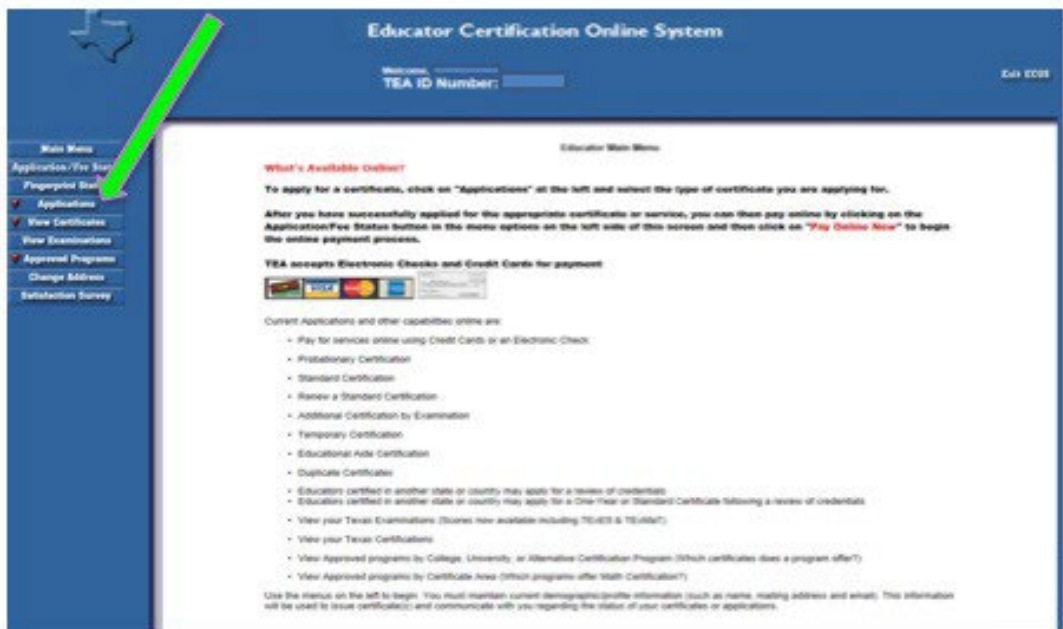 Educator Certification Online System
Welcome,
TEA ID Number:
Exit ECOS
Main Menu
Application/Fee
Fingerprint
Applications
View Certificates
View Examinations
Approved Programs
Change Address
Satisfaction Survey
Educator Main Menu
What's Available Online?
To apply for a certificate, click on "Applications" at the left and select the type of certificate you are applying for.
After you have successfully applied for the appropriate certificate or service, you can then pay online by clicking on the
Application/Fee Status button in the menu options on the left side of this screen and then click on "Pay Online Now" to begin
the online payment process.
TEA accepts Electronic Checks and Credit Cards for payment
VISA
Current Applications and other capabilities online are:
• Pay for services online using Credit Cards or an Electronic Check
• Probationary Certification
• Standard Certification
• Renew a Standard Certification
• Additional Certification by Examination
• Temporary Certification
• Educational Aide Certification
• Duplicate Certificates
• Educators certified in another state or country may apply for a review of credentials
• Educators certified in another state or country may apply for a One Year or Standard Certificate following a review of credentials
• View your Texas Examinations (Scores now available including TExES & TExMaT)
• View your Texas Certifications
• View Approved programs by College, University, or Alternative Certification Program (Which certificates does a program offer?)
• View Approved programs by Certificate Area (Which programs offer Math Certification?)
Use the menus on the left to begin. You must maintain current demographic/profile information (such as name, mailing address and email). This information
will be used to issue certificate(s) and communicate with you regarding the status of your certificates or applications.